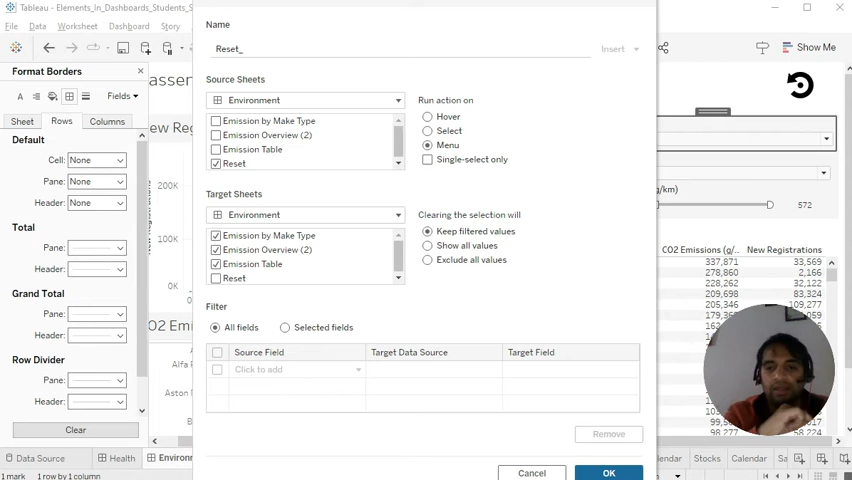 Tableau - Elements_In_Dashboards_Students_S
File Data Worksheet Dashboard Story
Show Me
Format Borders
Fields
Sheet Rows Columns
Default
Cell: None
Pane: None
Header: None
Total
Pane:
Header:
Grand Total
Pane:
Header:
Row Divider
Pane:
Header:
Clear
New Regi
200K
100K
0K
CO2 Emi
Alfa
Aston
Name
Reset_
Insert
Source Sheets
Environment
Emission by Make Type
Emission Overview (2)
Emission Table
Reset
Run action on
Hover
Select
Menu
Single-select only
Target Sheets
Environment
Emission by Make Type
Emission Overview (2)
Emission Table
Reset
Clearing the selection will
Keep filtered values
Show all values
Exclude all values
Filter
All fields Selected fields
Source Field Target Data Source Target Field
Click to add
Remove
Cancel OK
g/km)
572
CO2 Emissions (g/.. New Registrations
337,871 33,569
278,860 2,166
228,262 32,122
209,698 83,324
Data Source Health Environ
Stocks Calendar
1 mark 1 row by 1 column